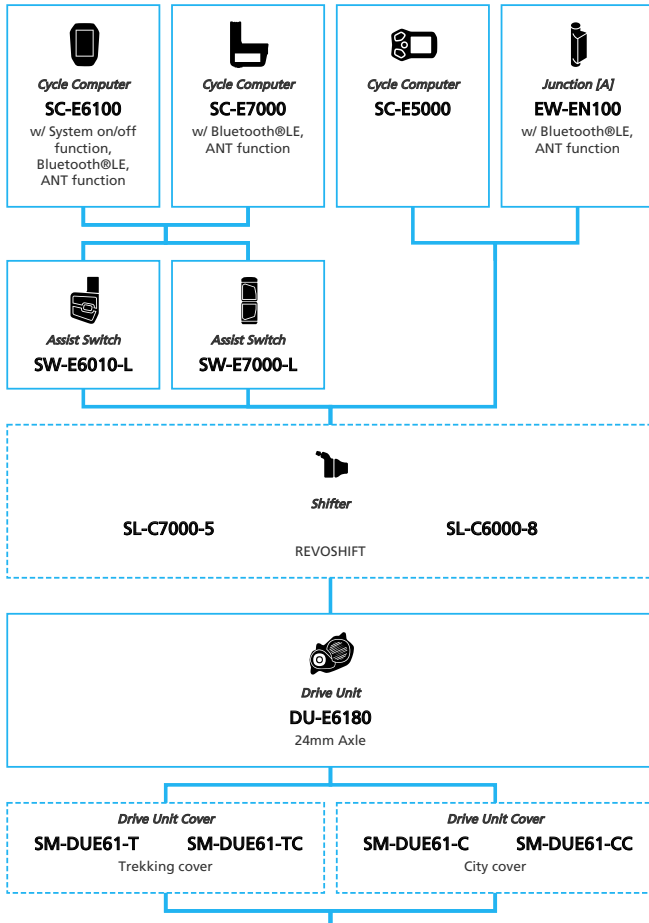 Cycle Computer
SC-E6100
w/ System on/off
function,
Bluetooth®LE,
ANT function
Cycle Computer
SC-E7000
w/ Bluetooth®LE,
ANT function
Cycle Computer
SC-E5000
Junction [A]
EW-EN100
w/ Bluetooth®LE,
ANT function
Assist Switch
SW-E6010-L
Assist Switch
SW-E7000-L
Shifter
SL-C7000-5
SL-C6000-8
REVOSHIFT
Drive Unit
DU-E6180
24mm Axle
Drive Unit Cover
SM-DUE61-T SM-DUE61-TC
Trekking cover
Drive Unit Cover
SM-DUE61-C SM-DUE61-CC
City cover